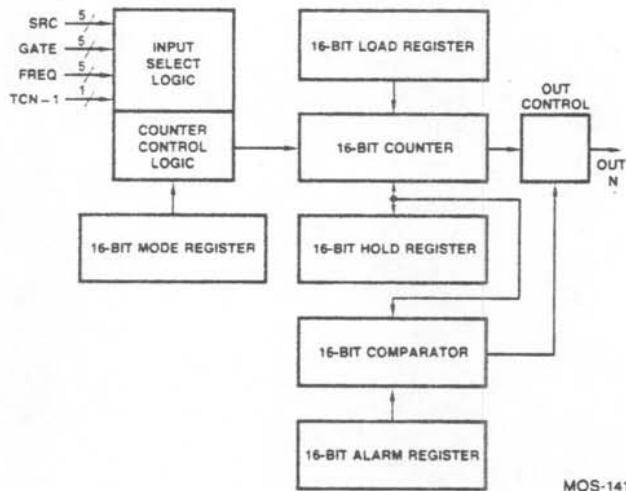 SRC 5
GATE 5
FREQ 5
TCN-1 1
INPUT
SELECT
LOGIC
COUNTER
CONTROL
LOGIC
16-BIT MODE REGISTER
16-BIT LOAD REGISTER
16-BIT COUNTER
16-BIT HOLD REGISTER
16-BIT COMPARATOR
16-BIT ALARM REGISTER
OUT
CONTROL
OUT
N
MOS-141